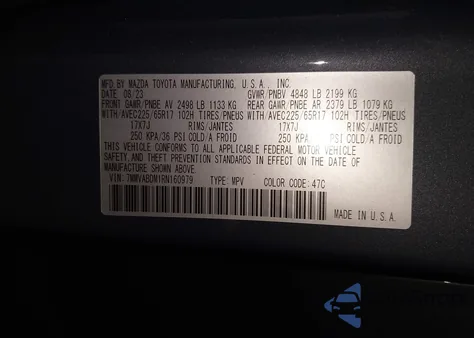 MFD. BY MAZDA TOYOTA MANUFACTURING, U.S.A., INC.
DATE 08/23 GVWR/PNBV 4848 LB 2199 KG
FRONT GAWR/PNBE AV 2498 LB 1133 KG REAR GAWR/PNBE AR 2379 LB 1079 KG
WITH/AVEC225/65R17 102H TIRES/PNEUS WITH/AVEC225/65R17 102H TIRES/PNEUS
17X7J RIMS/JANTES 17X7J RIMS/JANTES
250 KPA/36 PSI COLD/A FROID 250 KPA/ PSI COLD/A FROID
THIS VEHICLE CONFORMS TO ALL APPLICABLE FEDERAL MOTOR VEHICLE
SAFETY AND THEFT PREVENTION STANDARDS IN EFFECT ON THE DATE OF
MANUFACTURE SHOWN ABOVE
VIN: 7MMVABDM1RN160979 TYPE: MPV COLOR CODE: 47C
MADE IN U.S.A.